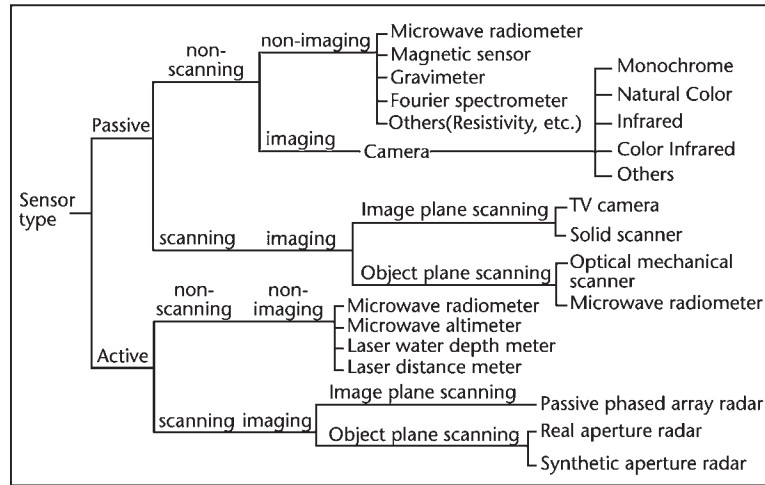 Sensor
type
Passive
non-
scanning
non-imaging
Microwave radiometer
Magnetic sensor
Gravimeter
Fourier spectrometer
Others(Resistivity, etc.)
imaging
Camera
Monochrome
Natural Color
Infrared
Color Infrared
Others
scanning
imaging
Image plane scanning
TV camera
Solid scanner
Object plane scanning
Optical mechanical
scanner
Microwave radiometer
Active
non-
scanning
non-
imaging
Microwave radiometer
Microwave altimeter
Laser water depth meter
Laser distance meter
scanning
imaging
Image plane scanning
Passive phased array radar
Object plane scanning
Real aperture radar
Synthetic aperture radar